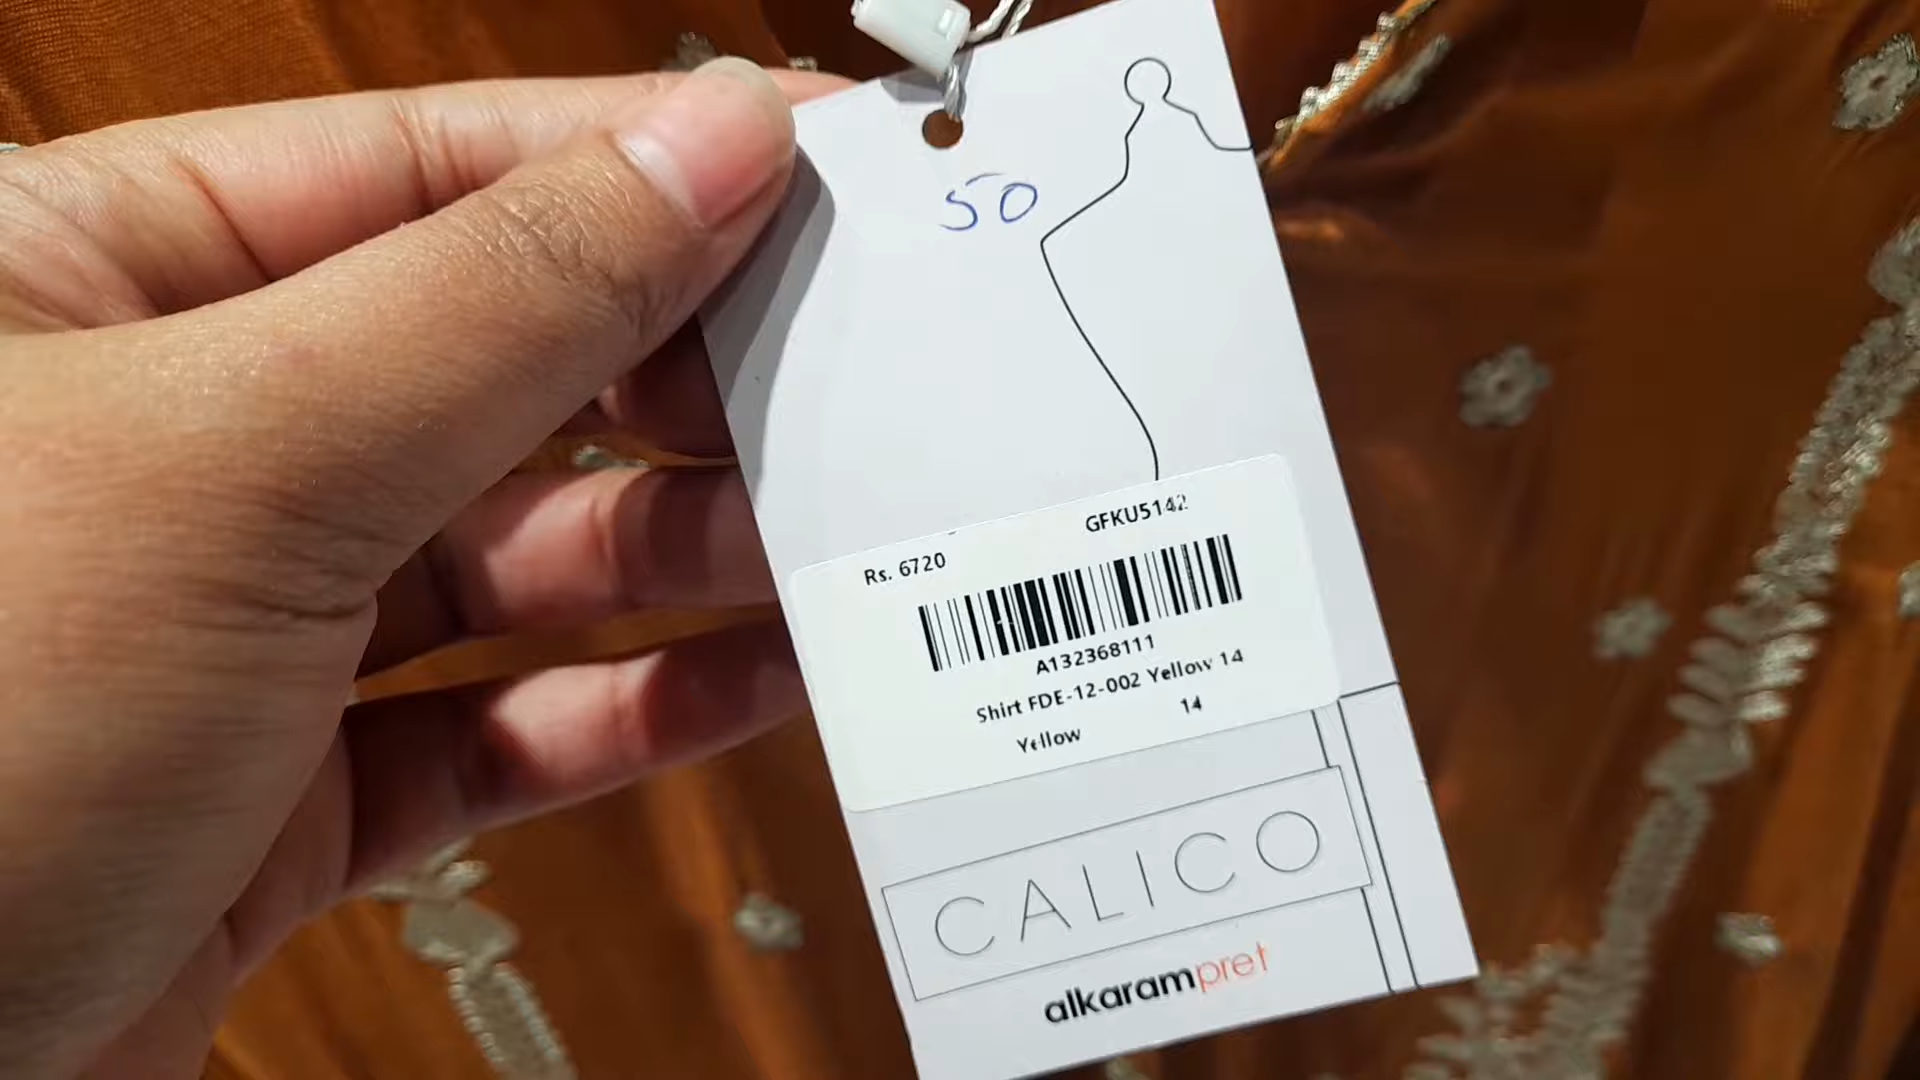 50
GFKU5142
Rs. 6720
A132368111
Shirt FDE-12-002 Yellow 14
Yellow 14
CALICO
alkarampret